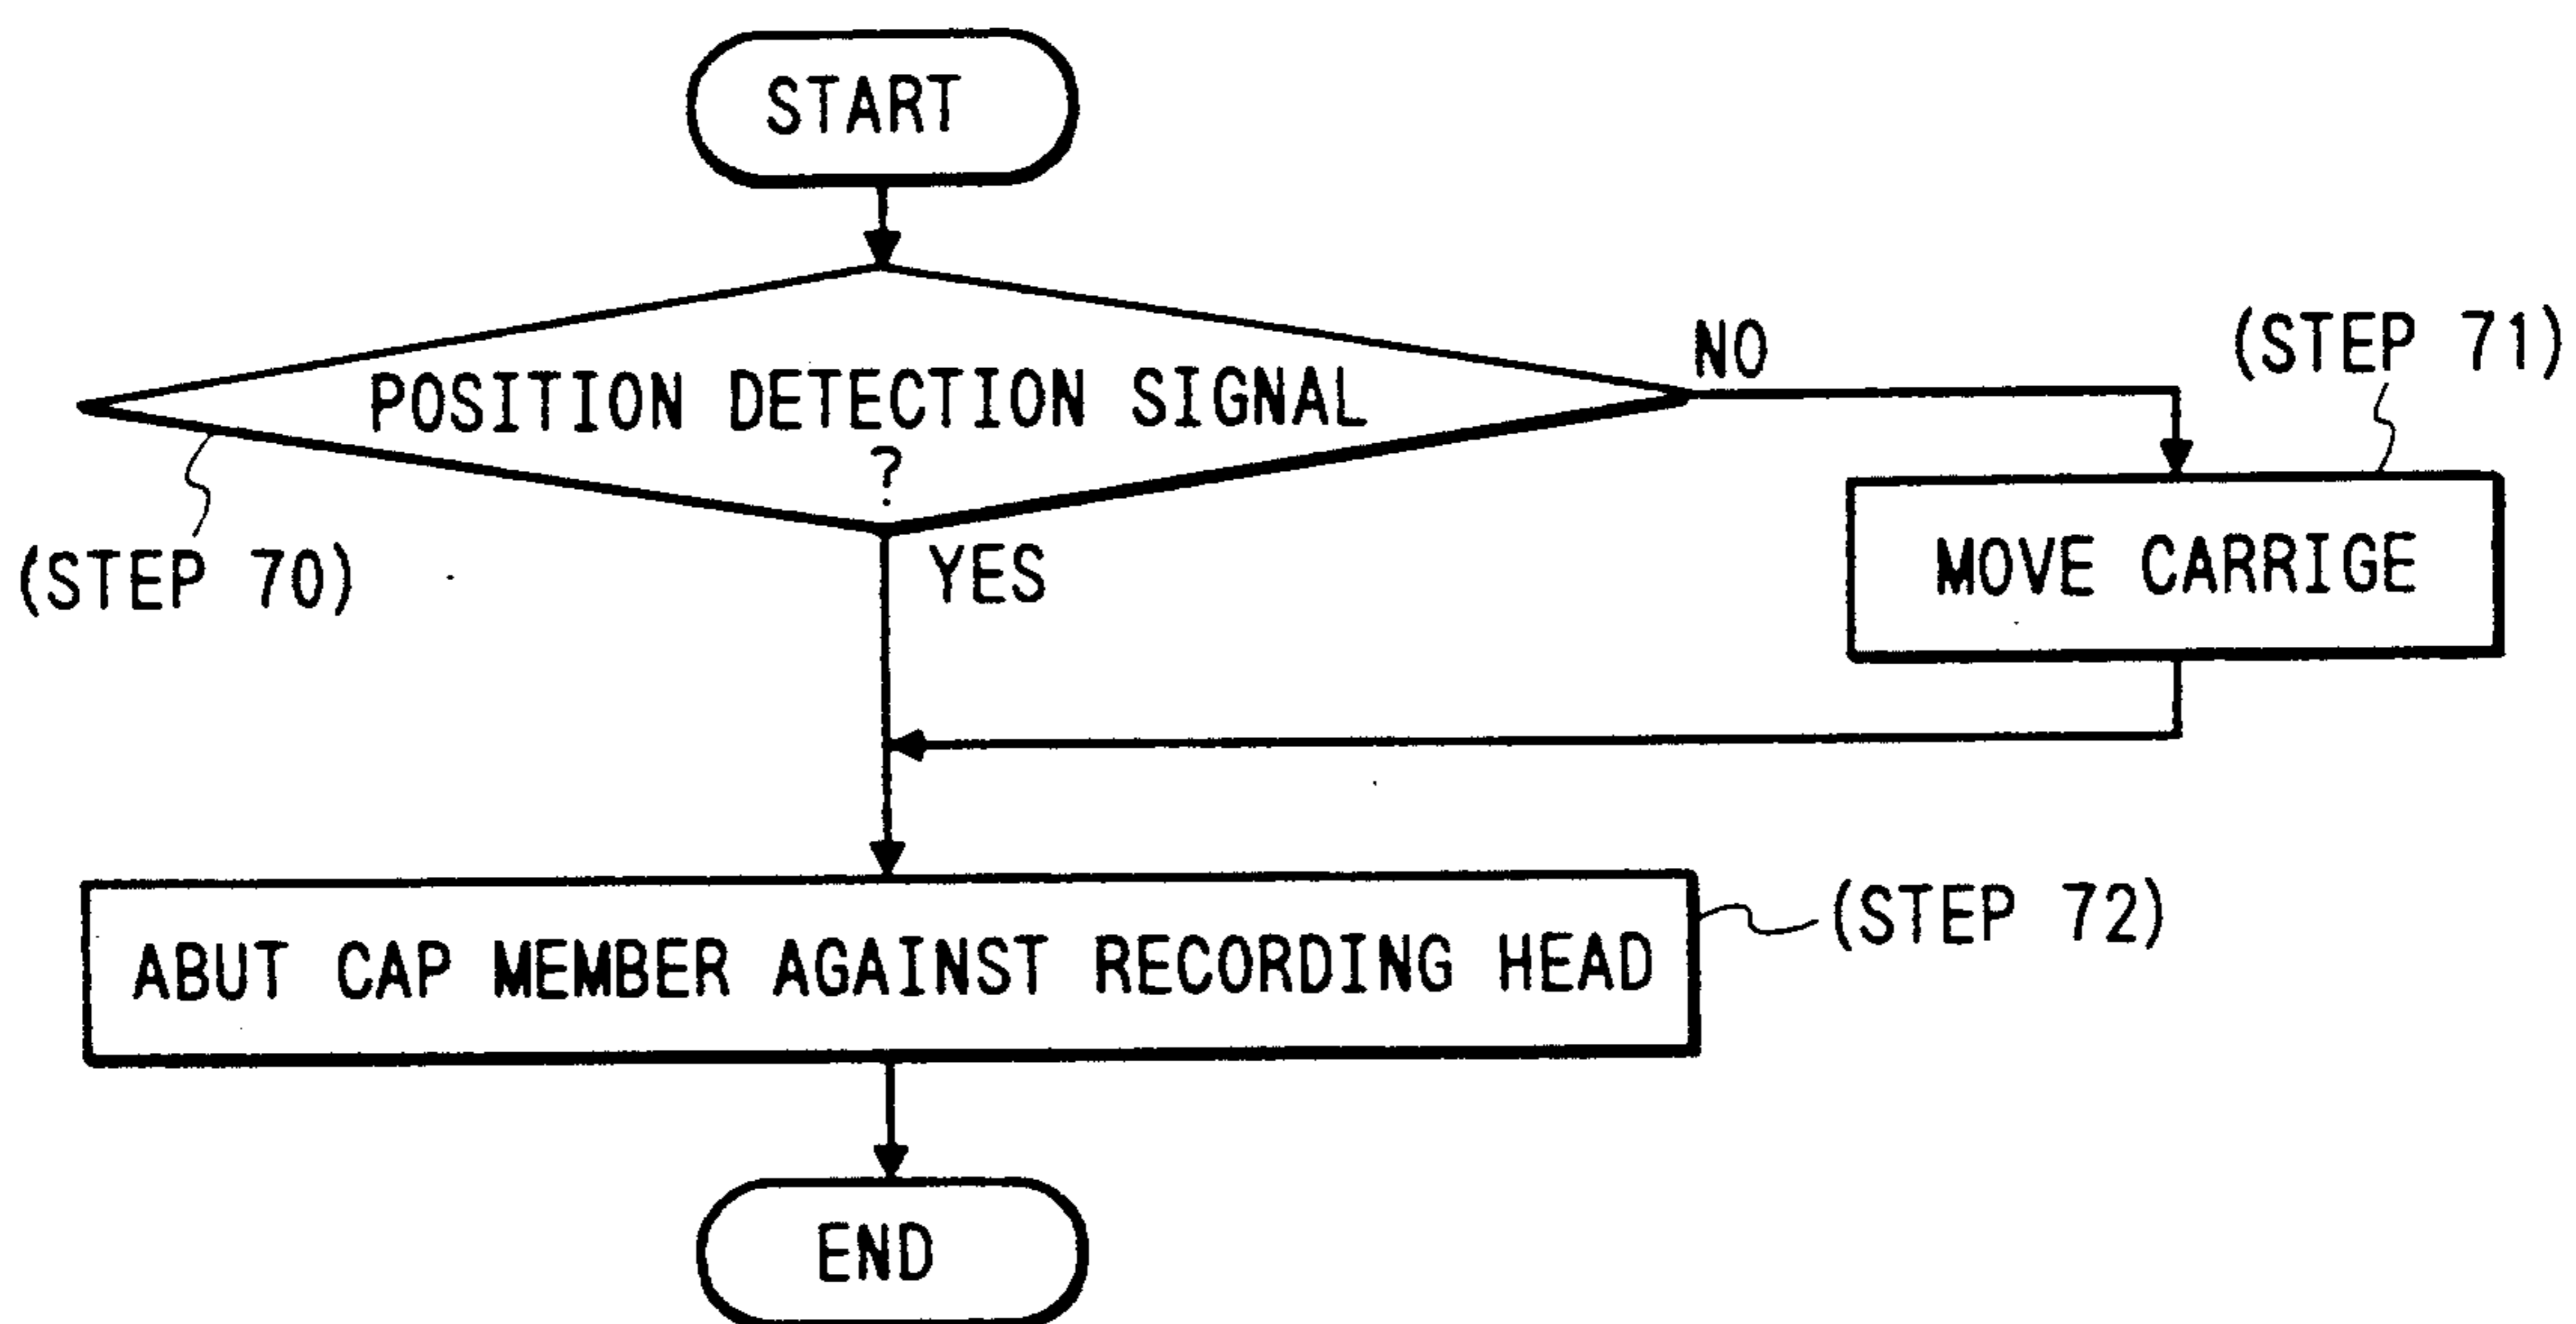 START
POSITION DETECTION SIGNAL
?
NO
(STEP 71)
(STEP 70)
YES
MOVE CARRIGE
ABUT CAP MEMBER AGAINST RECORDING HEAD
(STEP 72)
END